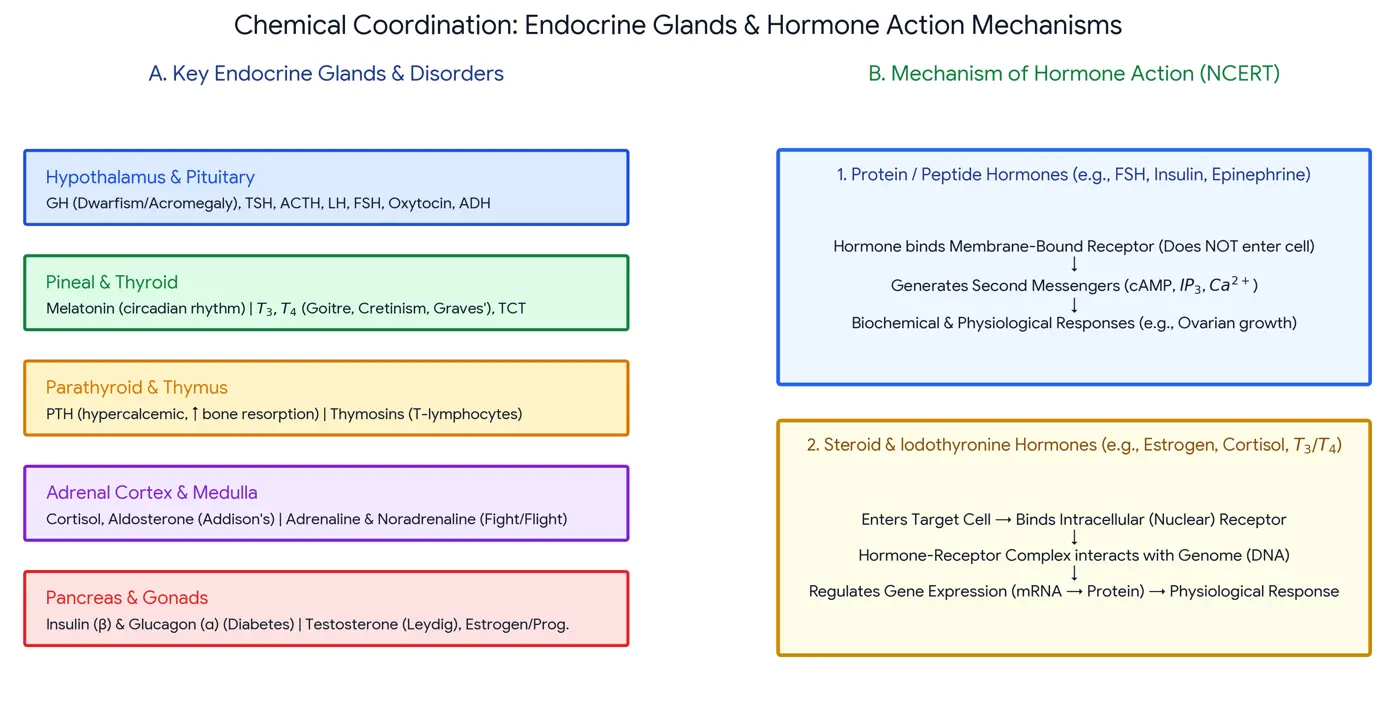 Chemical Coordination: Endocrine Glands & Hormone Action Mechanisms
A. Key Endocrine Glands & Disorders
Hypothalamus & Pituitary
GH (Dwarfism/Acromegaly), TSH, ACTH, LH, FSH, Oxytocin, ADH
Pineal & Thyroid
Melatonin (circadian rhythm) | T₃, T₄ (Goitre, Cretinism, Graves'), TCT
Parathyroid & Thymus
PTH (hypercalcemic, ↑ bone resorption) | Thymosins (T-lymphocytes)
Adrenal Cortex & Medulla
Cortisol, Aldosterone (Addison's) | Adrenaline & Noradrenaline (Fight/Flight)
Pancreas & Gonads
Insulin (β) & Glucagon (α) (Diabetes) | Testosterone (Leydig), Estrogen/Prog.
B. Mechanism of Hormone Action (NCERT)
1. Protein / Peptide Hormones (e.g., FSH, Insulin, Epinephrine)
Hormone binds Membrane-Bound Receptor (Does NOT enter cell)
↓
Generates Second Messengers (cAMP, IP₃, Ca²⁺)
↓
Biochemical & Physiological Responses (e.g., Ovarian growth)
2. Steroid & Iodothyronine Hormones (e.g., Estrogen, Cortisol, T₃/T₄)
Enters Target Cell → Binds Intracellular (Nuclear) Receptor
↓
Hormone-Receptor Complex interacts with Genome (DNA)
↓
Regulates Gene Expression (mRNA → Protein) → Physiological Response